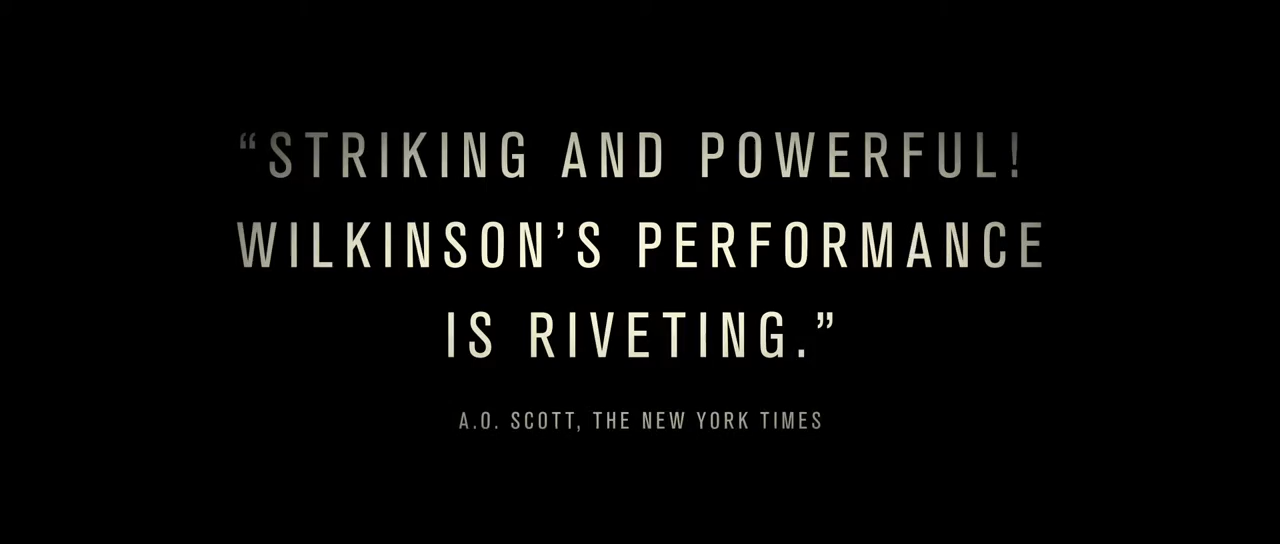 “STRIKING AND POWERFUL!
WILKINSON’S PERFORMANCE
IS RIVETING.”
A.O. SCOTT, THE NEW YORK TIMES